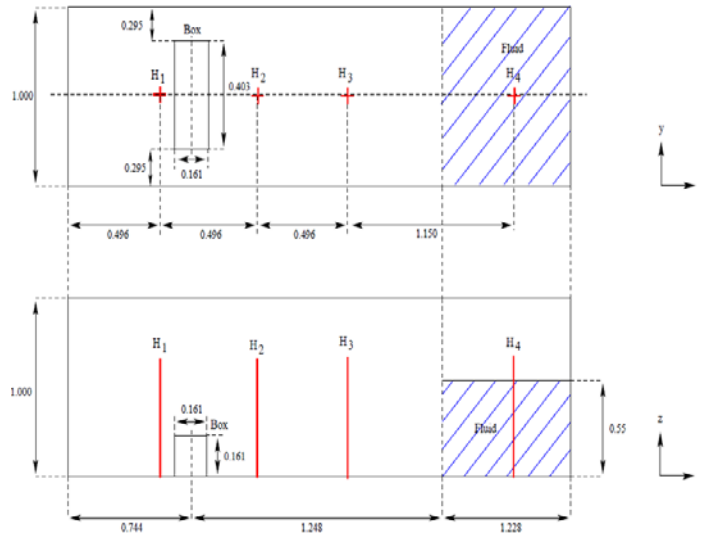 0.295
Box
Fluid
H1
H2
H3
H4
1.000
0.403
0.295
0.161
y
0.496
0.496
0.496
1.150
H1
H2
H3
H4
1.000
0.161
Box
Fluid
0.161
0.55
z
0.744
1.248
1.228